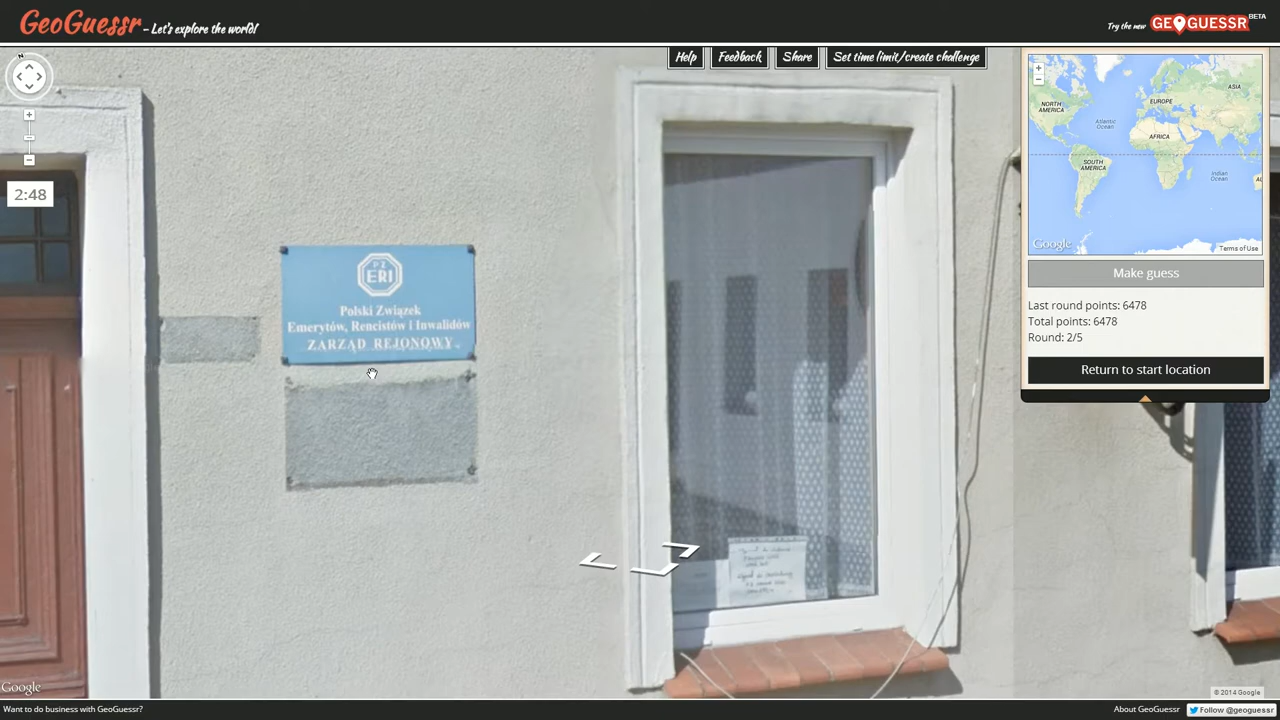 GeoGuessr - Let's explore the world!
Try the new GEOGUESSR BETA
Help
Feedback
Share
Set time limit/create challenge
2:48
PZ
ERI
Polski Związek
Emerytów, Rencistów i Inwalidów
ZARZĄD REJONOWY
NORTH AMERICA
EUROPE
ASIA
Atlantic Ocean
AFRICA
SOUTH AMERICA
Indian Ocean
AU
Google
Terms of Use
Make guess
Last round points: 6478
Total points: 6478
Round: 2/5
Return to start location
Google
© 2014 Google
Want to do business with GeoGuessr?
About GeoGuessr
Follow @geoguessr